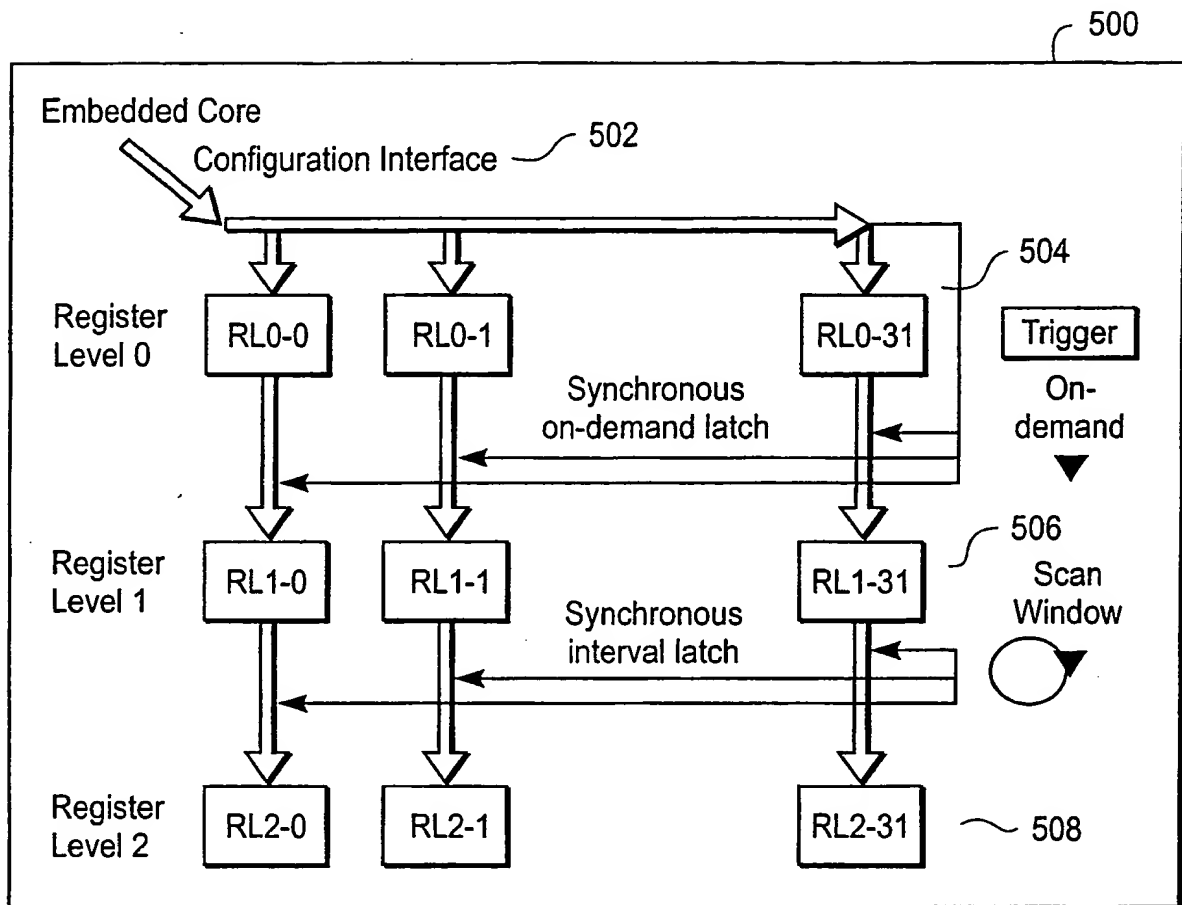 500
Embedded Core
Configuration Interface
502
504
Register
Level 0
RL0-0
RL0-1
RL0-31
Trigger
On-
demand
Synchronous
on-demand latch
506
Register
Level 1
RL1-0
RL1-1
RL1-31
Scan
Window
Synchronous
interval latch
Register
Level 2
RL2-0
RL2-1
RL2-31
508